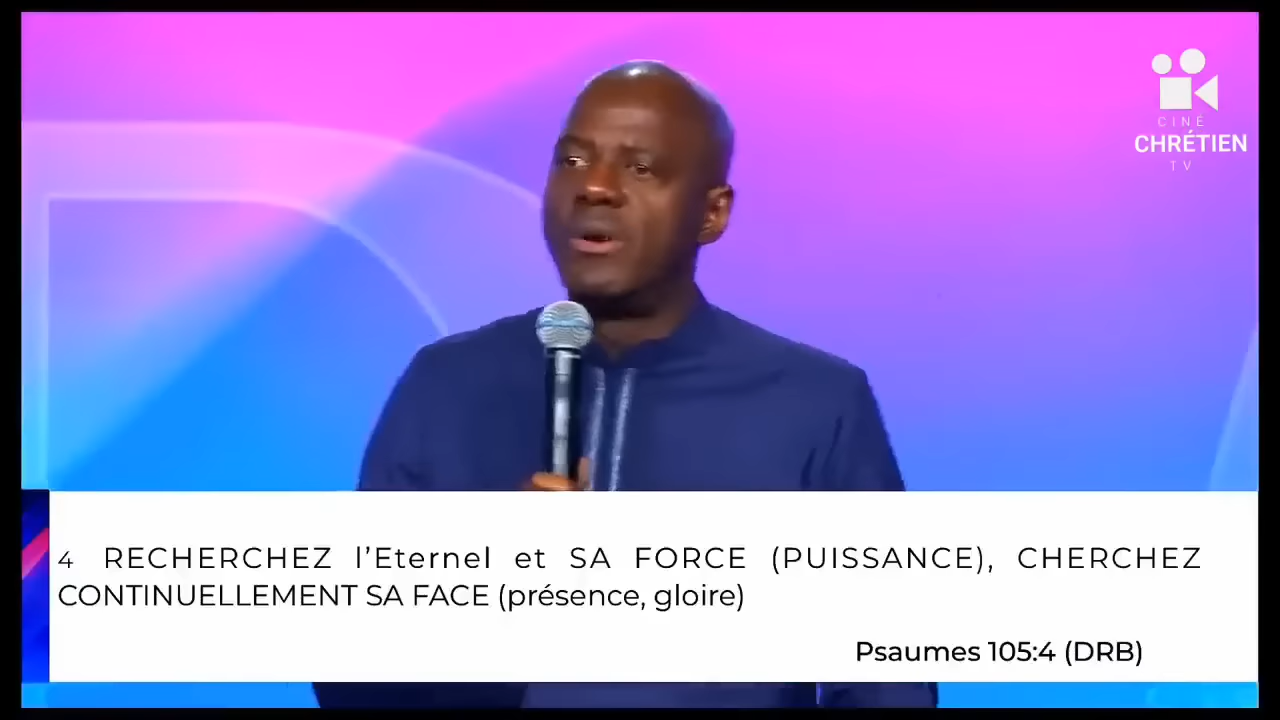 CINÉ
CHRÉTIEN
TV
4 RECHERCHEZ l’Eternel et SA FORCE (PUISSANCE), CHERCHEZ
CONTINUELLEMENT SA FACE (présence, gloire)
Psaumes 105:4 (DRB)